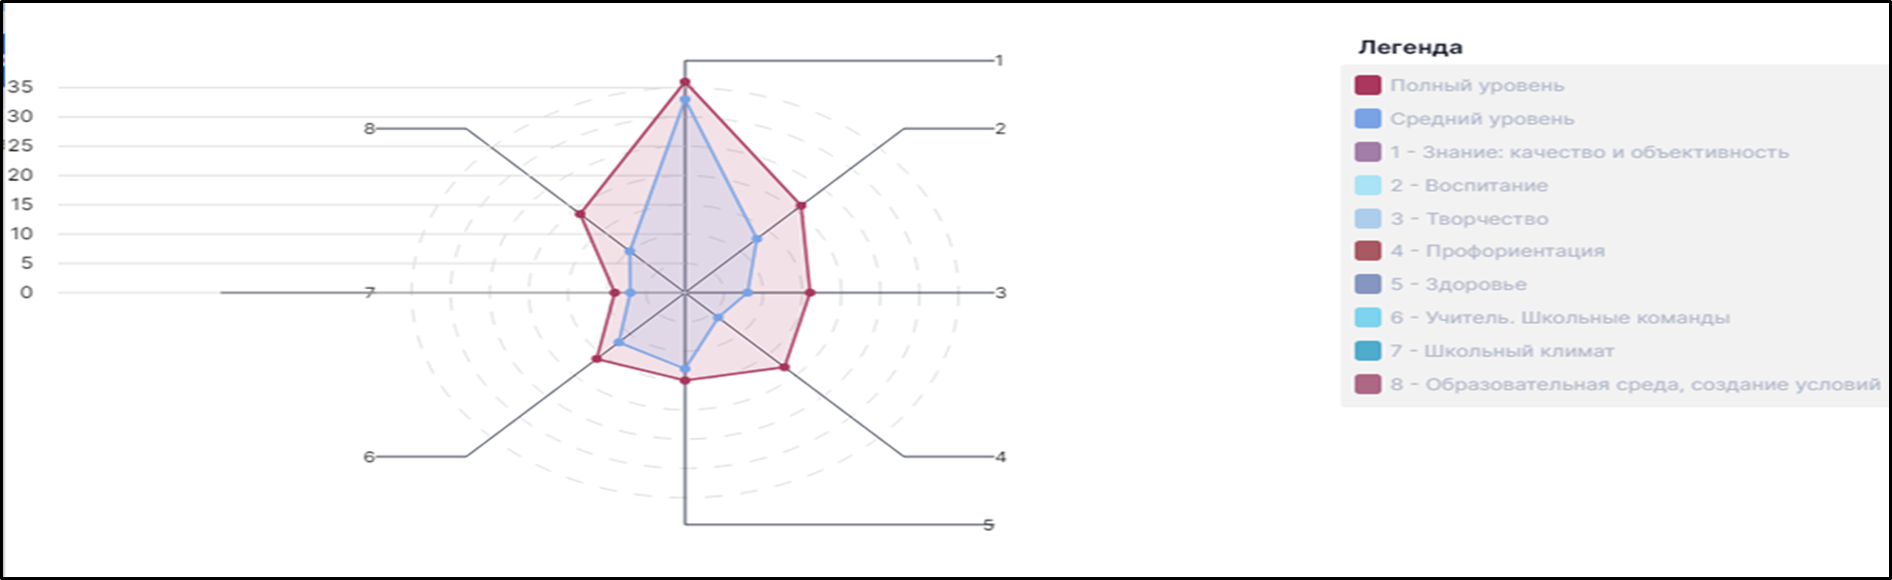 35
30
25
20
15
10
5
0
1
2
3
4
5
6
7
8
Легенда
Полный уровень
Средний уровень
1 - Знание: качество и объективность
2 - Воспитание
3 - Творчество
4 - Профориентация
5 - Здоровье
6 - Учитель. Школьные команды
7 - Школьный климат
8 - Образовательная среда, создание условий